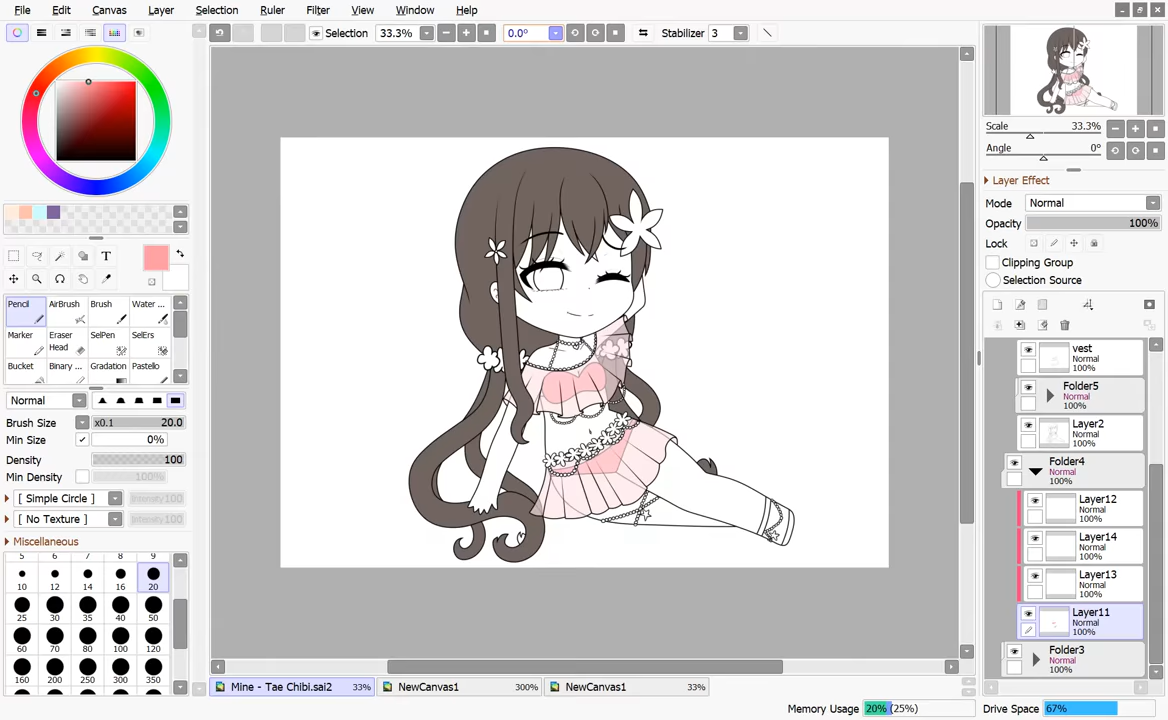 File Edit Canvas Layer Selection Ruler Filter View Window Help
Selection 33.3% 0.0° Stabilizer 3
T
Pencil AirBrush Brush Water ...
Marker Eraser Head SelPen SelErs
Bucket Binary ... Gradation Pastello
Normal
Brush Size x0.1 20.0
Min Size 0%
Density 100
Min Density 100%
[ Simple Circle ] Intensity 100
[ No Texture ] Intensity 100
Miscellaneous
5 6 7 8 9
10 12 14 16 20
25 30 35 40 50
60 70 80 100 120
160 200 250 300 350
Scale 33.3%
Angle 0°
Layer Effect
Mode Normal
Opacity 100%
Lock
Clipping Group
Selection Source
vest
Normal
100%
Folder5
Normal
100%
Layer2
Normal
100%
Folder4
Normal
100%
Layer12
Normal
100%
Layer14
Normal
100%
Layer13
Normal
100%
Layer11
Normal
100%
Folder3
Normal
100%
Mine - Tae Chibi.sai2 33% NewCanvas1 300% NewCanvas1 33%
Memory Usage 20% (25%) Drive Space 67%